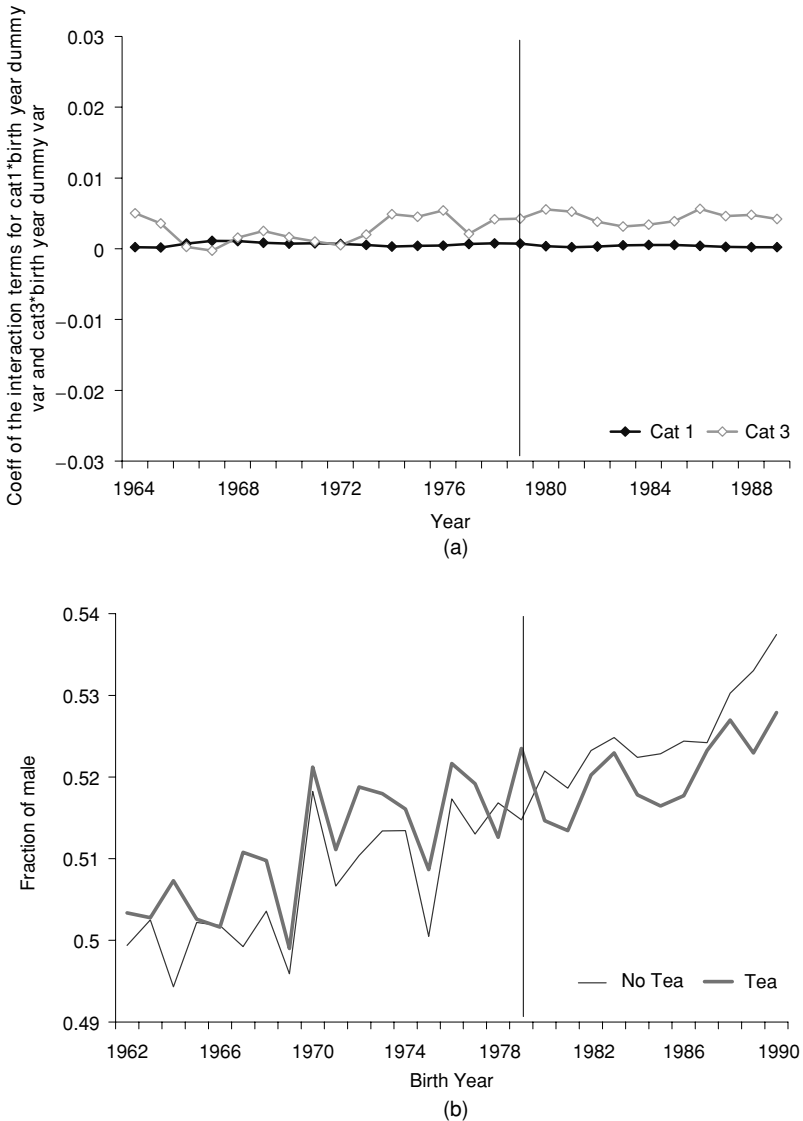 Coeff of the interaction terms for cat1*birth year dummy
var and cat3*birth year dummy var
0.03
0.02
0.01
0
−0.01
−0.02
−0.03
Cat 1 Cat 3
1964 1968 1972 1976 1980 1984 1988
Year
(a)
Fraction of male
0.54
0.53
0.52
0.51
0.5
0.49
No Tea Tea
1962 1966 1970 1974 1978 1982 1986 1990
Birth Year
(b)